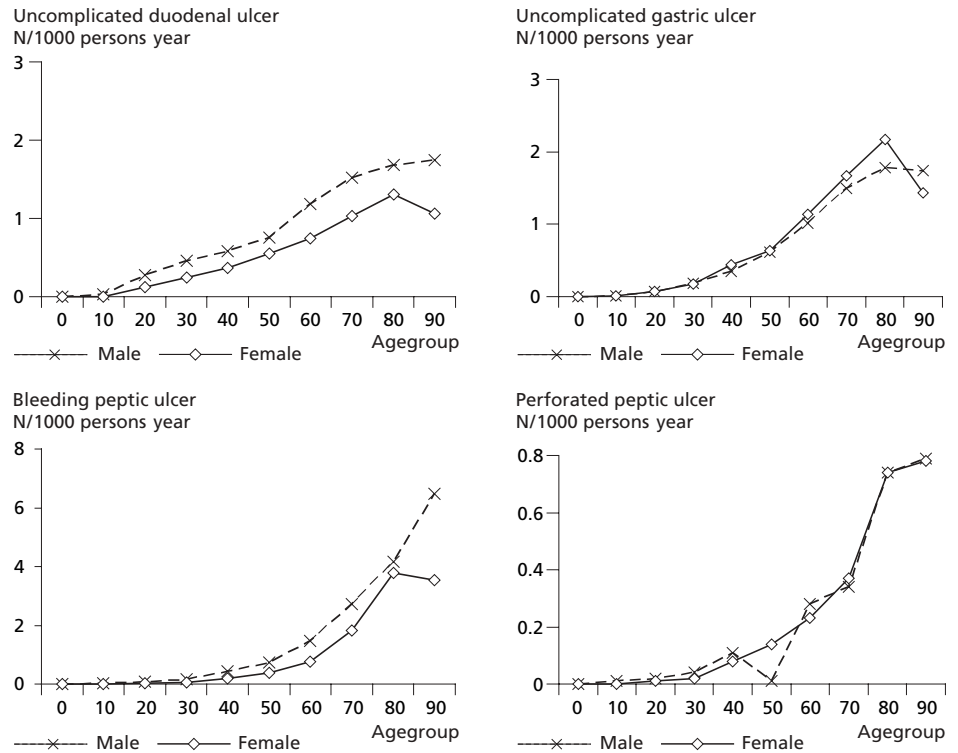 Uncomplicated duodenal ulcer
N/1000 persons year
3
2
1
0
0 10 20 30 40 50 60 70 80 90
Agegroup
Male Female
Uncomplicated gastric ulcer
N/1000 persons year
3
2
1
0
0 10 20 30 40 50 60 70 80 90
Agegroup
Male Female
Bleeding peptic ulcer
N/1000 persons year
8
6
4
2
0
0 10 20 30 40 50 60 70 80 90
Agegroup
Male Female
Perforated peptic ulcer
N/1000 persons year
0.8
0.6
0.4
0.2
0
0 10 20 30 40 50 60 70 80 90
Agegroup
Male Female